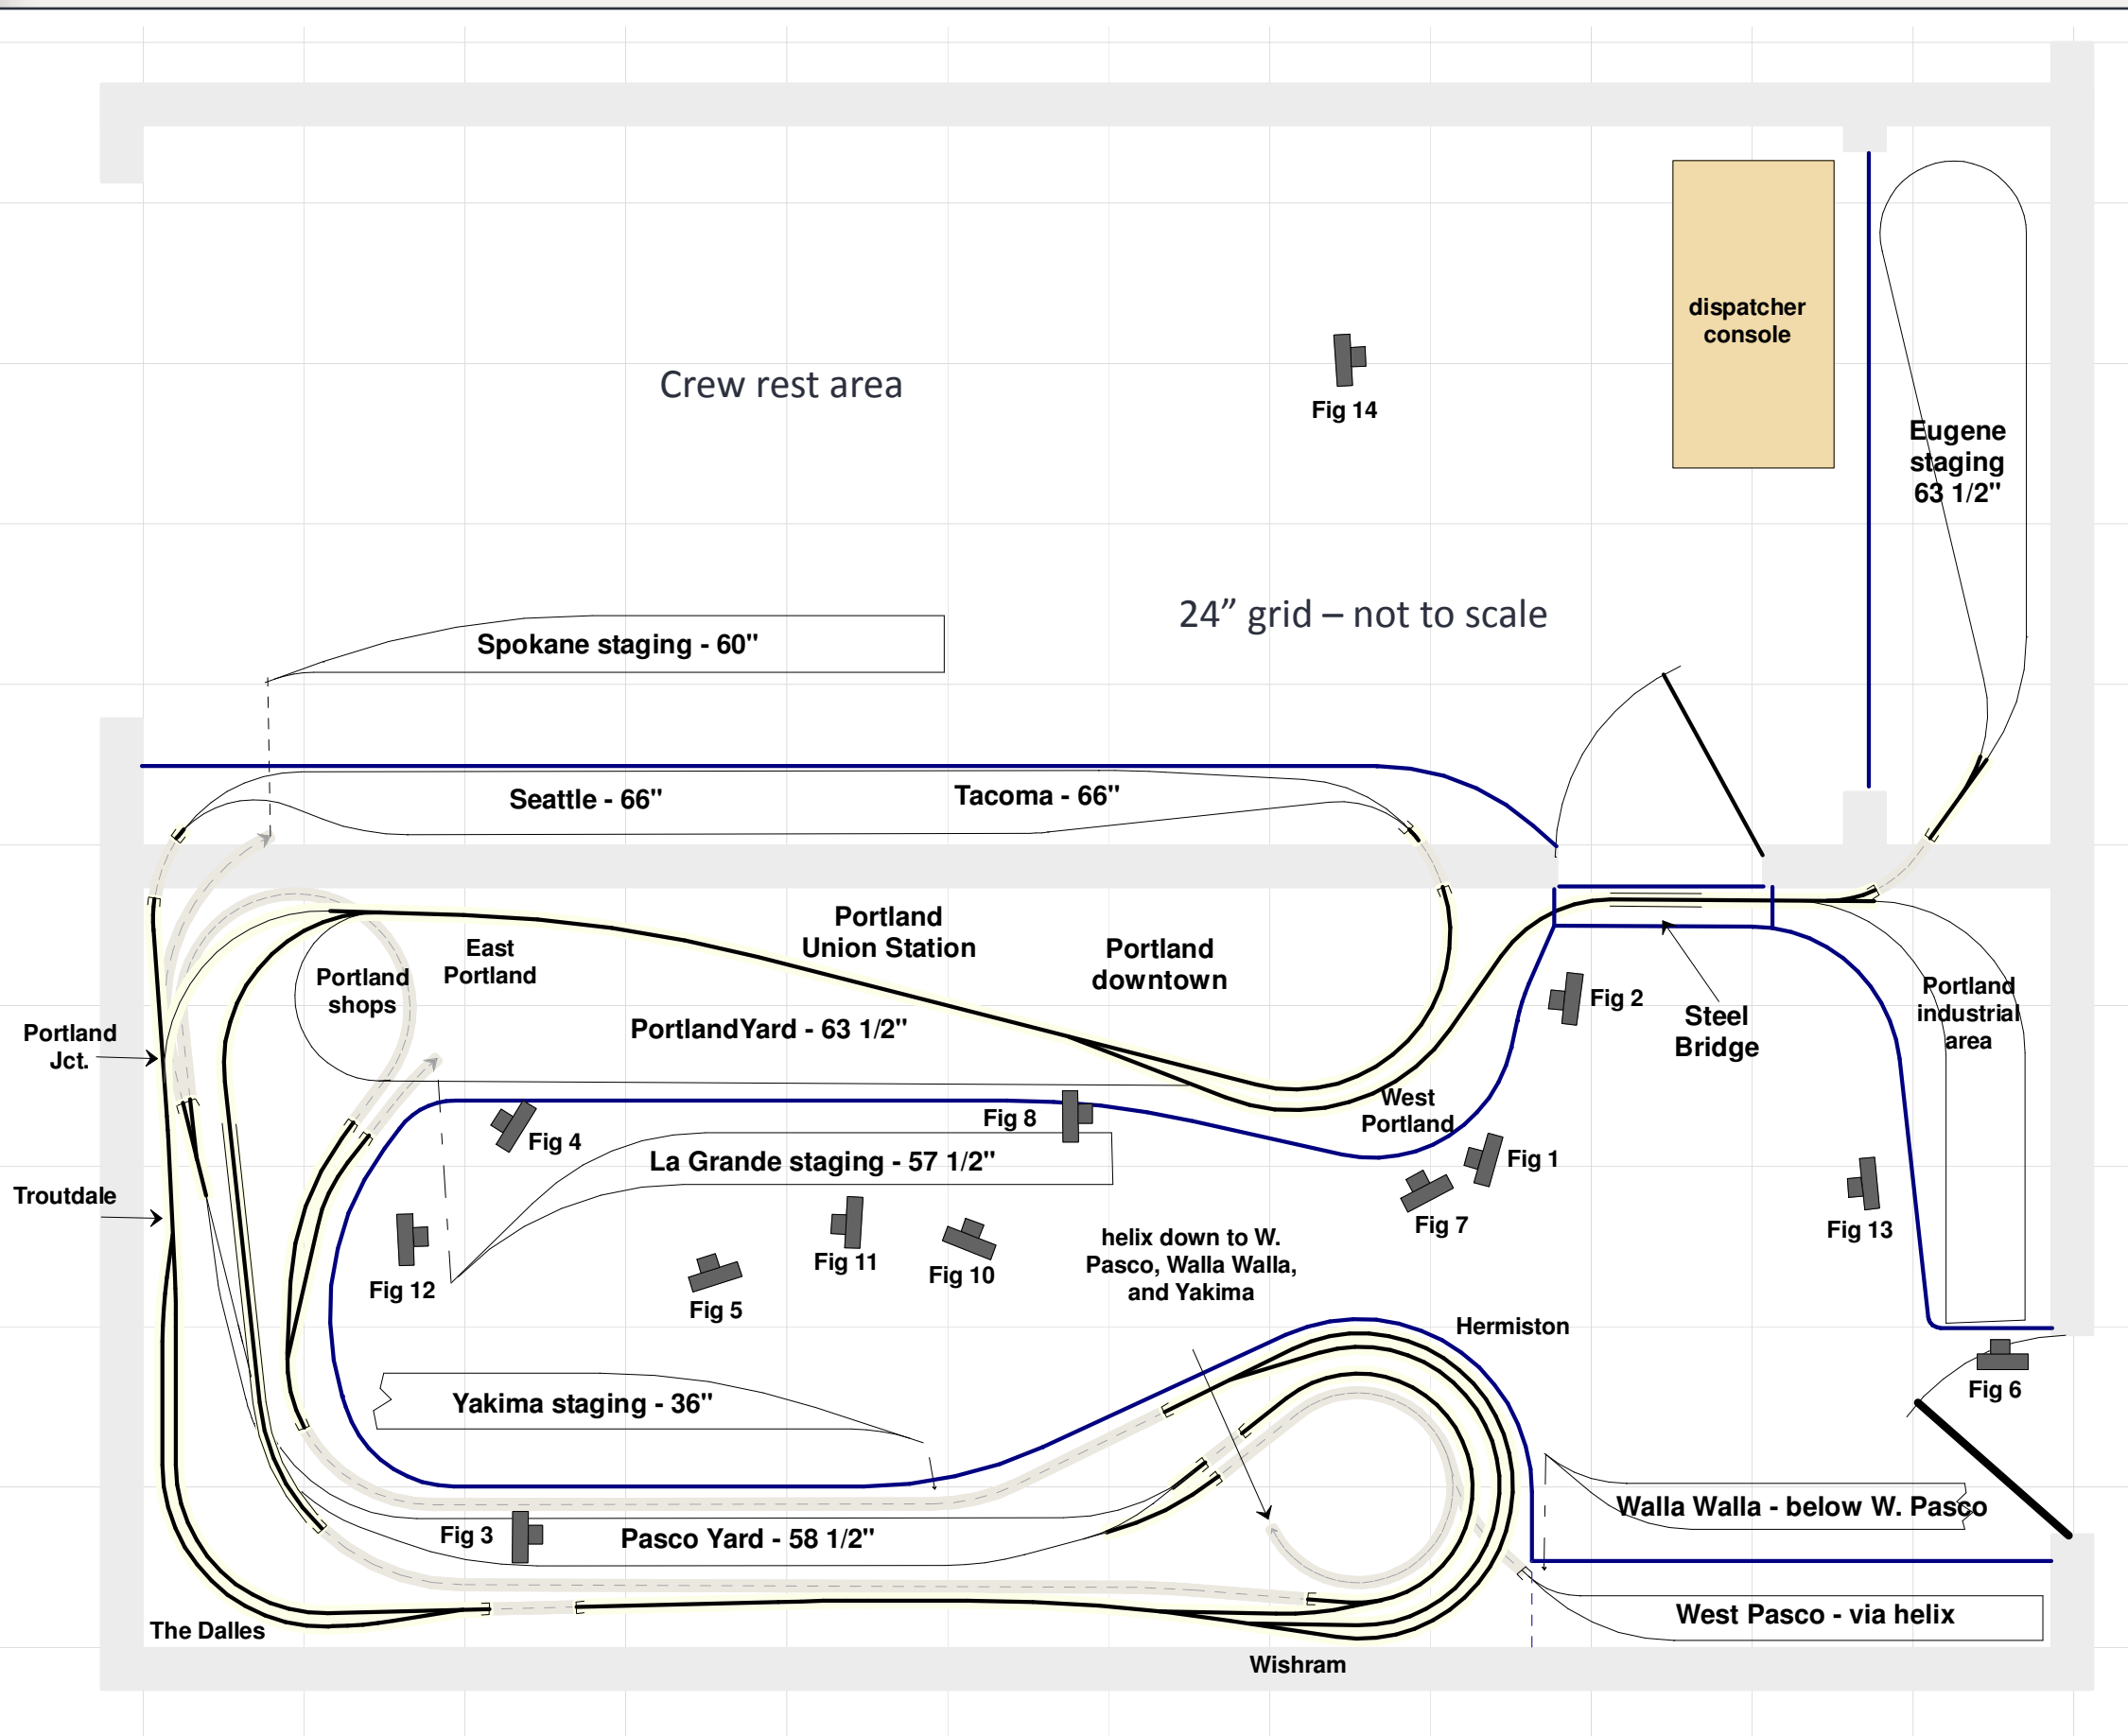 dispatcher
console
Crew rest area
Fig 14
Eugene
staging
63 1/2"
24” grid – not to scale
Spokane staging - 60"
Seattle - 66"
Tacoma - 66"
Portland
Union Station
Portland
downtown
East
Portland
Portland
shops
PortlandYard - 63 1/2"
Fig 2
Steel
Bridge
Portland
industrial
area
Portland
Jct.
West
Portland
Fig 8
Fig 4
La Grande staging - 57 1/2"
Fig 1
Troutdale
Fig 7
Fig 13
Fig 12
Fig 11
Fig 10
Fig 5
helix down to W.
Pasco, Walla Walla,
and Yakima
Hermiston
Fig 6
Yakima staging - 36"
Walla Walla - below W. Pasco
Fig 3
Pasco Yard - 58 1/2"
West Pasco - via helix
The Dalles
Wishram